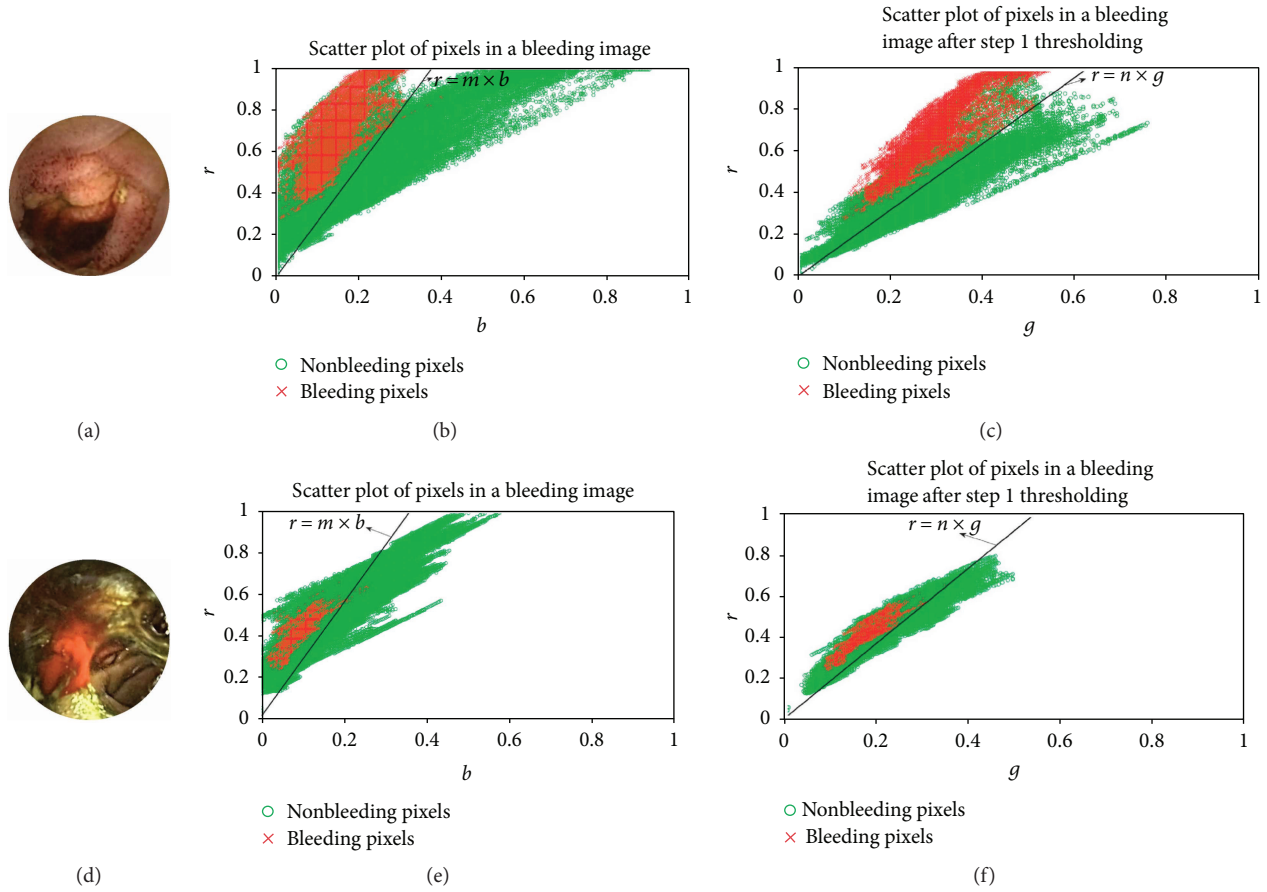 Scatter plot of pixels in a bleeding image
r = m × b
1
0.8
0.6
0.4
0.2
0
r
0 0.2 0.4 0.6 0.8 1
b
Nonbleeding pixels
Bleeding pixels
Scatter plot of pixels in a bleeding
image after step 1 thresholding
r = n × g
1
0.8
0.6
0.4
0.2
0
r
0 0.2 0.4 0.6 0.8 1
g
Nonbleeding pixels
Bleeding pixels
(a)
(b)
(c)
Scatter plot of pixels in a bleeding image
r = m × b
1
0.8
0.6
0.4
0.2
0
r
0 0.2 0.4 0.6 0.8 1
b
Nonbleeding pixels
Bleeding pixels
Scatter plot of pixels in a bleeding
image after step 1 thresholding
r = n × g
1
0.8
0.6
0.4
0.2
0
r
0 0.2 0.4 0.6 0.8 1
g
Nonbleeding pixels
Bleeding pixels
(d)
(e)
(f)